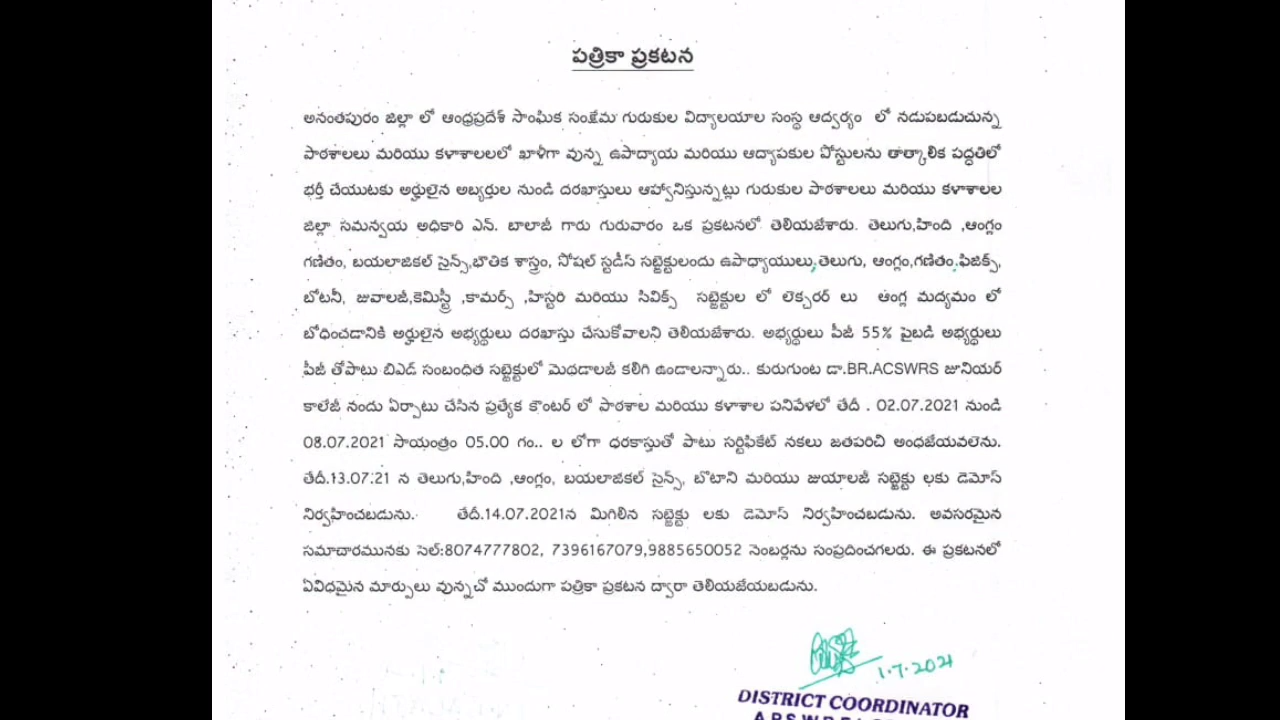 పత్రికా ప్రకటన
అనంతపురం జిల్లా లో ఆంధ్రప్రదేశ్ సాంఘిక సంక్షేమ గురుకుల విద్యాలయాల సంస్థ ఆద్వర్యం లో నడుపబడుచున్న
పాఠశాలలు మరియు కళాశాలలలో ఖాళీగా వున్న ఉపాద్యాయ మరియు ఆద్యాపకుల పోస్టులను తాత్కాలిక పద్ధతిలో
భర్తీ చేయుటకు అర్హులైన అబ్యర్తుల నుండి దరఖాస్తులు ఆహ్వానిస్తున్నట్లు గురుకుల పాఠశాలలు మరియు కళాశాలల
జిల్లా సమన్వయ అధికారి ఎన్. బాలాజీ గారు గురువారం ఒక ప్రకటనలో తెలియజేశారు. తెలుగు,హింది ,ఆంగ్లం
గణితం, బయలాజికల్ సైన్స్,భౌతిక శాస్త్రం, సోషల్ స్టడీస్ సబ్జెక్టులందు ఉపాధ్యాయులు,తెలుగు, ఆంగ్లం,గణితం,ఫిజిక్స్,
బోటనీ, జువాలజీ,కెమిస్ట్రీ ,కామర్స్ ,హిస్టరి మరియు సివిక్స్ సబ్జెక్టుల లో లెక్చరర్ లు ఆంగ్ల మద్యమం లో
బోధించడానికి అర్హులైన అభ్యర్ధులు దరఖాస్తు చేసుకోవాలని తెలియజేశారు. అభ్యర్ధులు పీజీ 55% పైబడి అభ్యర్ధులు
పీజీ తోపాటు బిఎడ్ సంబంధిత సబ్జెక్టులో మెథడాలజీ కలిగి ఉండాలన్నారు.. కురుగుంట డా.BR.ACSWRS జూనియర్
కాలేజీ నందు ఏర్పాటు చేసిన ప్రత్యేక కౌంటర్ లో పాఠశాల మరియు కళాశాల పనివేళలో తేదీ . 02.07.2021 నుండి
08.07.2021 సాయంత్రం 05.00 గం.. ల లోగా ధరకాస్తుతో పాటు సర్టిఫికేట్ నకలు జతపరిచి అంధజేయవలెను.
తేదీ.13.07.21 న తెలుగు,హింది ,ఆంగ్లం, బయలాజికల్ సైన్స్, బొటాని మరియు జుయాలజీ సబ్జెక్టు లకు డెమోస్
నిర్వహించబడును. తేదీ.14.07.2021న మిగిలిన సబ్జెక్టు లకు డెమోస్ నిర్వహించబడును. అవసరమైన
సమాచారమునకు సెల్:8074777802, 7396167079,9885650052 నెంబర్లను సంప్రదించగలరు. ఈ ప్రకటనలో
ఏవిధమైన మార్పులు వున్నచో ముందుగా పత్రికా ప్రకటన ద్వారా తెలియజేయబడును.
1.7.2021
DISTRICT COORDINATOR